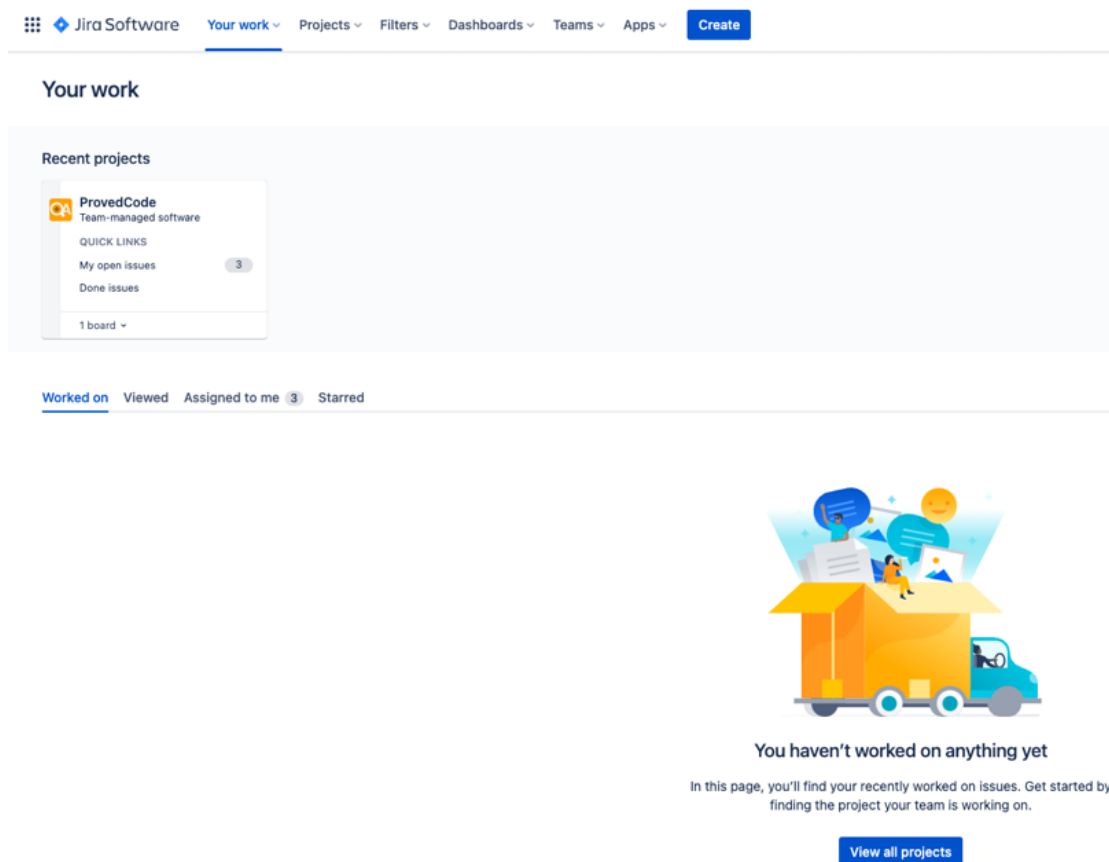 Jira Software Your work Projects Filters Dashboards Teams Apps Create
Your work
Recent projects
QA
ProvedCode
Team-managed software
QUICK LINKS
My open issues 3
Done issues
1 board
Worked on Viewed Assigned to me 3 Starred
You haven't worked on anything yet
In this page, you'll find your recently worked on issues. Get started by
finding the project your team is working on.
View all projects